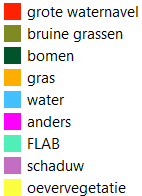 grote waternavel
bruine grassen
bomen
gras
water
anders
FLAB
schaduw
oevervegetatie